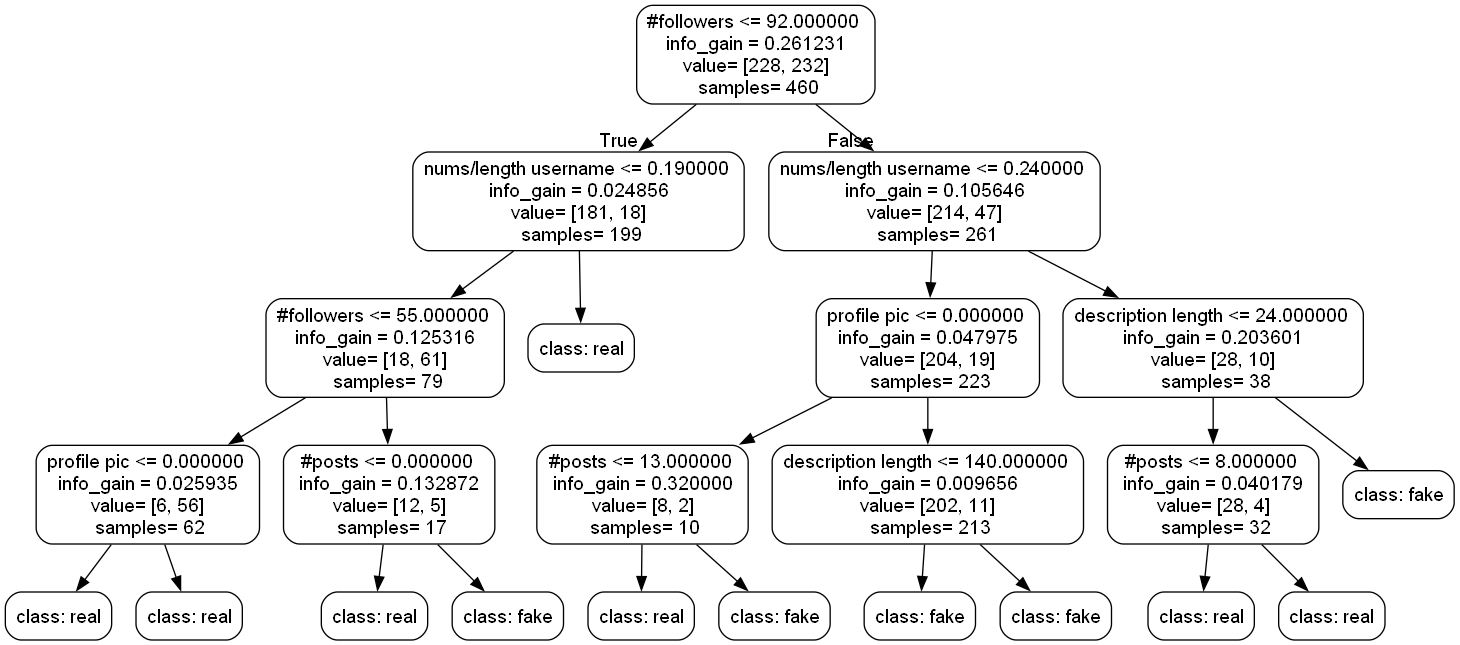 #followers <= 92.000000
info_gain = 0.261231
value= [228, 232]
samples= 460
True
False
nums/length username <= 0.190000
info_gain = 0.024856
value= [181, 18]
samples= 199
nums/length username <= 0.240000
info_gain = 0.105646
value= [214, 47]
samples= 261
#followers <= 55.000000
info_gain = 0.125316
value= [18, 61]
samples= 79
class: real
profile pic <= 0.000000
info_gain = 0.047975
value= [204, 19]
samples= 223
description length <= 24.000000
info_gain = 0.203601
value= [28, 10]
samples= 38
profile pic <= 0.000000
info_gain = 0.025935
value= [6, 56]
samples= 62
#posts <= 0.000000
info_gain = 0.132872
value= [12, 5]
samples= 17
#posts <= 13.000000
info_gain = 0.320000
value= [8, 2]
samples= 10
description length <= 140.000000
info_gain = 0.009656
value= [202, 11]
samples= 213
#posts <= 8.000000
info_gain = 0.040179
value= [28, 4]
samples= 32
class: fake
class: real
class: real
class: real
class: fake
class: real
class: fake
class: fake
class: fake
class: real
class: real